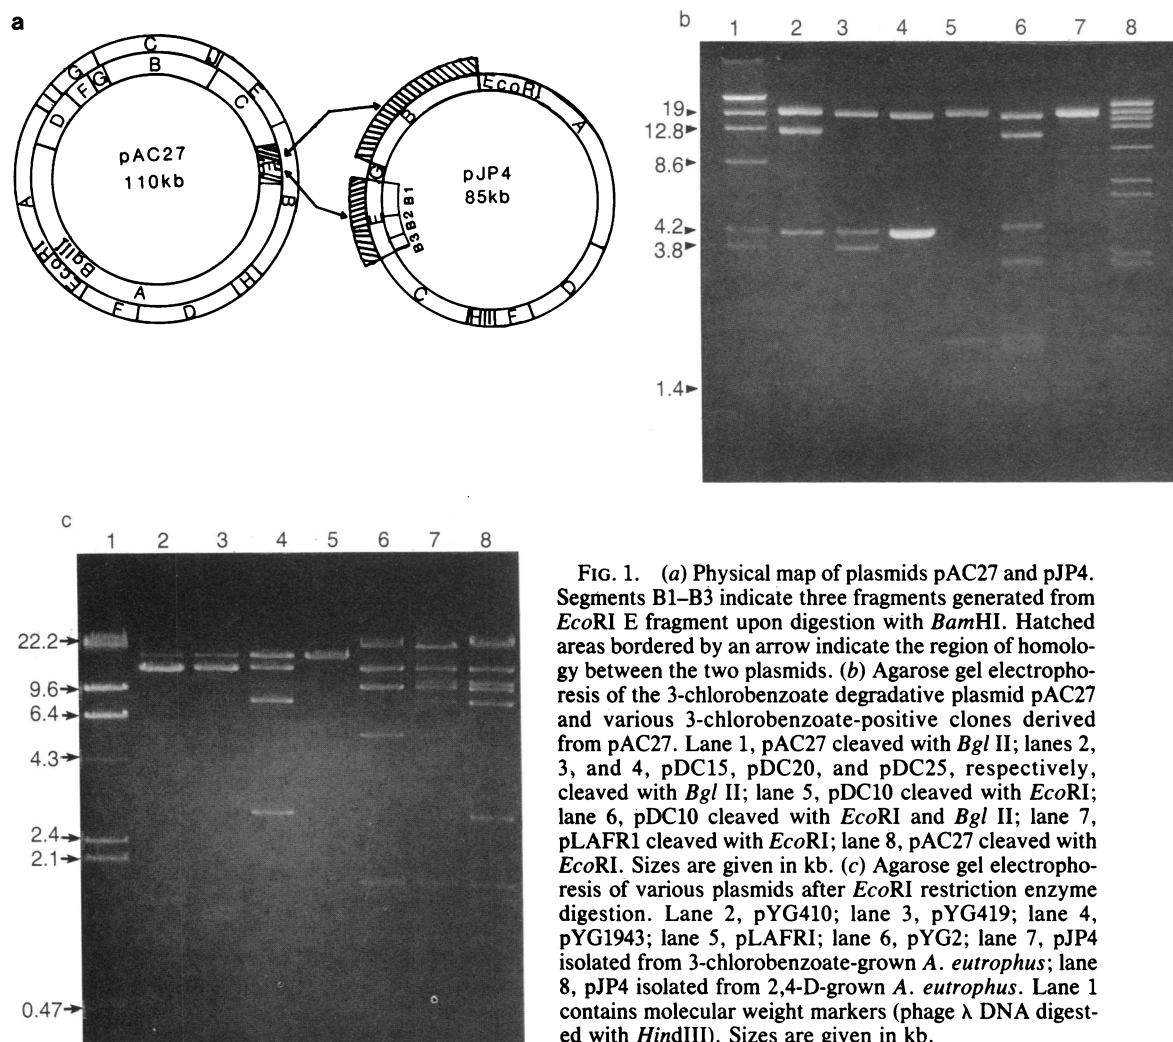 a
C
J
G
B
I
G
F
E
C
D
pAC27
110kb
E
B
A
BglII
EcoRI
A
H
F
D
EcoRI
B
A
G
pJP4
85kb
B1
B2
B3
E
C
D
H
I
F
b
1 2 3 4 5 6 7 8
19
12.8
8.6
4.2
3.8
1.4
c
1 2 3 4 5 6 7 8
22.2
9.6
6.4
4.3
2.4
2.1
0.47
FIG. 1. (a) Physical map of plasmids pAC27 and pJP4.
Segments B1–B3 indicate three fragments generated from
EcoRI E fragment upon digestion with BamHI. Hatched
areas bordered by an arrow indicate the region of homolo-
gy between the two plasmids. (b) Agarose gel electropho-
resis of the 3-chlorobenzoate degradative plasmid pAC27
and various 3-chlorobenzoate-positive clones derived
from pAC27. Lane 1, pAC27 cleaved with Bgl II; lanes 2,
3, and 4, pDC15, pDC20, and pDC25, respectively,
cleaved with Bgl II; lane 5, pDC10 cleaved with EcoRI;
lane 6, pDC10 cleaved with EcoRI and Bgl II; lane 7,
pLAFR1 cleaved with EcoRI; lane 8, pAC27 cleaved with
EcoRI. Sizes are given in kb. (c) Agarose gel electropho-
resis of various plasmids after EcoRI restriction enzyme
digestion. Lane 2, pYG410; lane 3, pYG419; lane 4,
pYG1943; lane 5, pLAFRI; lane 6, pYG2; lane 7, pJP4
isolated from 3-chlorobenzoate-grown A. eutrophus; lane
8, pJP4 isolated from 2,4-D-grown A. eutrophus. Lane 1
contains molecular weight markers (phage λ DNA digest-
ed with HindIII). Sizes are given in kb.